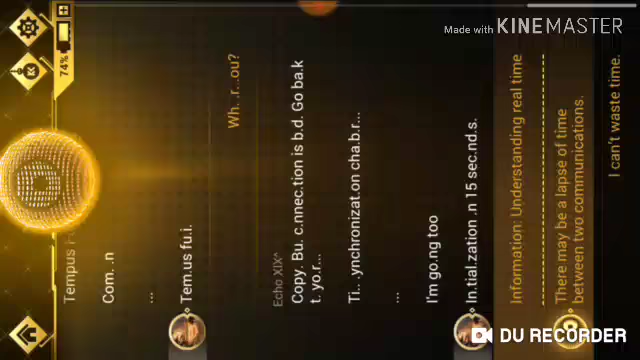 Made with KINEMASTER
74%
Tempus
Com. .n
...
Tem.us fu.i.
Wh. .r. .ou?
Echo XIX
Copy. Bu. c.nnec.tion is b.d. Go ba.k
t. yo.r...
Ti.. .ynchronizat.on cha.b.r...
...
I'm go.ng too
In.tial.zation .n 15 sec.nd.s.
Information: Understanding real time
There may be a lapse of time
between two communications.
I can't waste time.
DU RECORDER